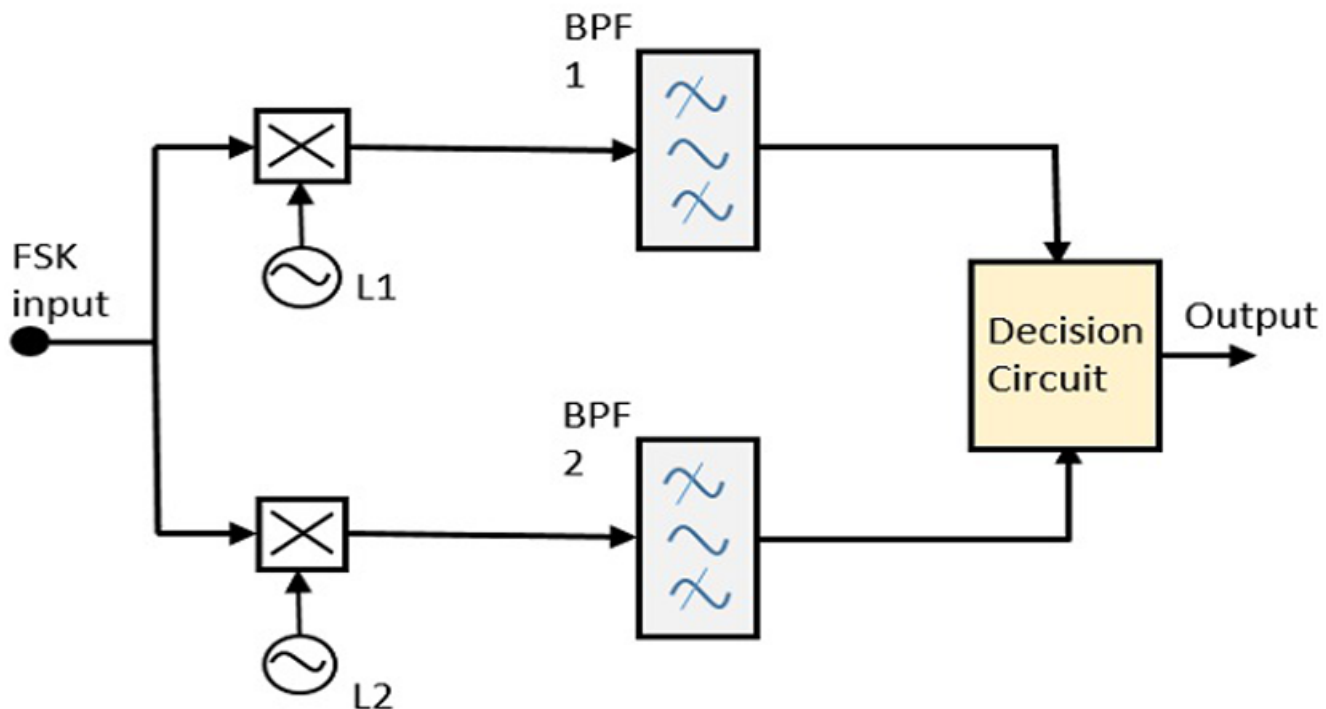 BPF
1
L1
FSK
input
Decision
Circuit
Output
BPF
2
L2